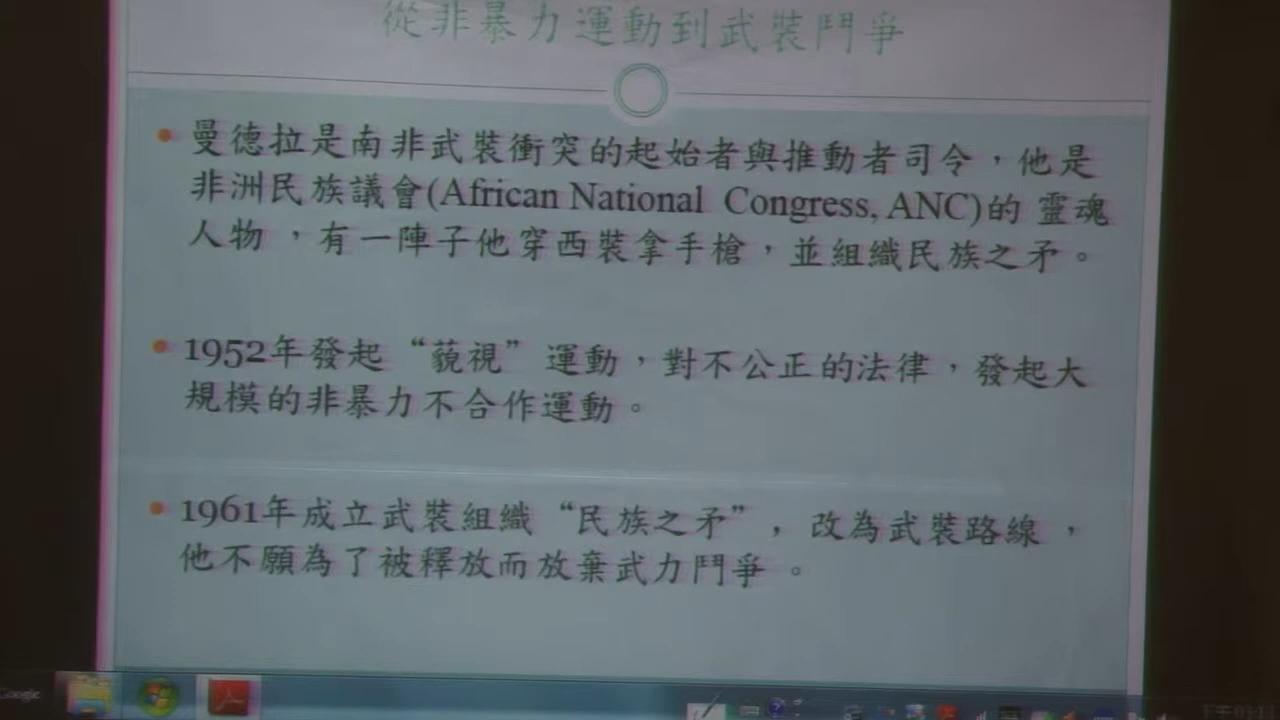 從非暴力運動到武裝鬥爭
曼德拉是南非武裝衝突的起始者與推動者司令，他是
非洲民族議會(African National Congress, ANC)的 靈魂
人物 ，有一陣子他穿西裝拿手槍，並組織民族之矛。
1952年發起 “藐視” 運動，對不公正的法律，發起大
規模的非暴力不合作運動。
1961年成立武裝組織 “民族之矛” ， 改為武裝路線 ，
他不願為了被釋放而放棄武力鬥爭 。
Google